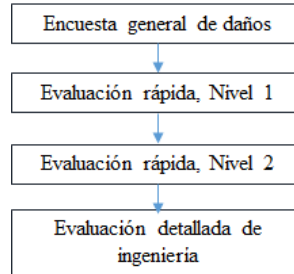 Encuesta general de daños
Evaluación rápida, Nivel 1
Evaluación rápida, Nivel 2
Evaluación detallada de
ingeniería